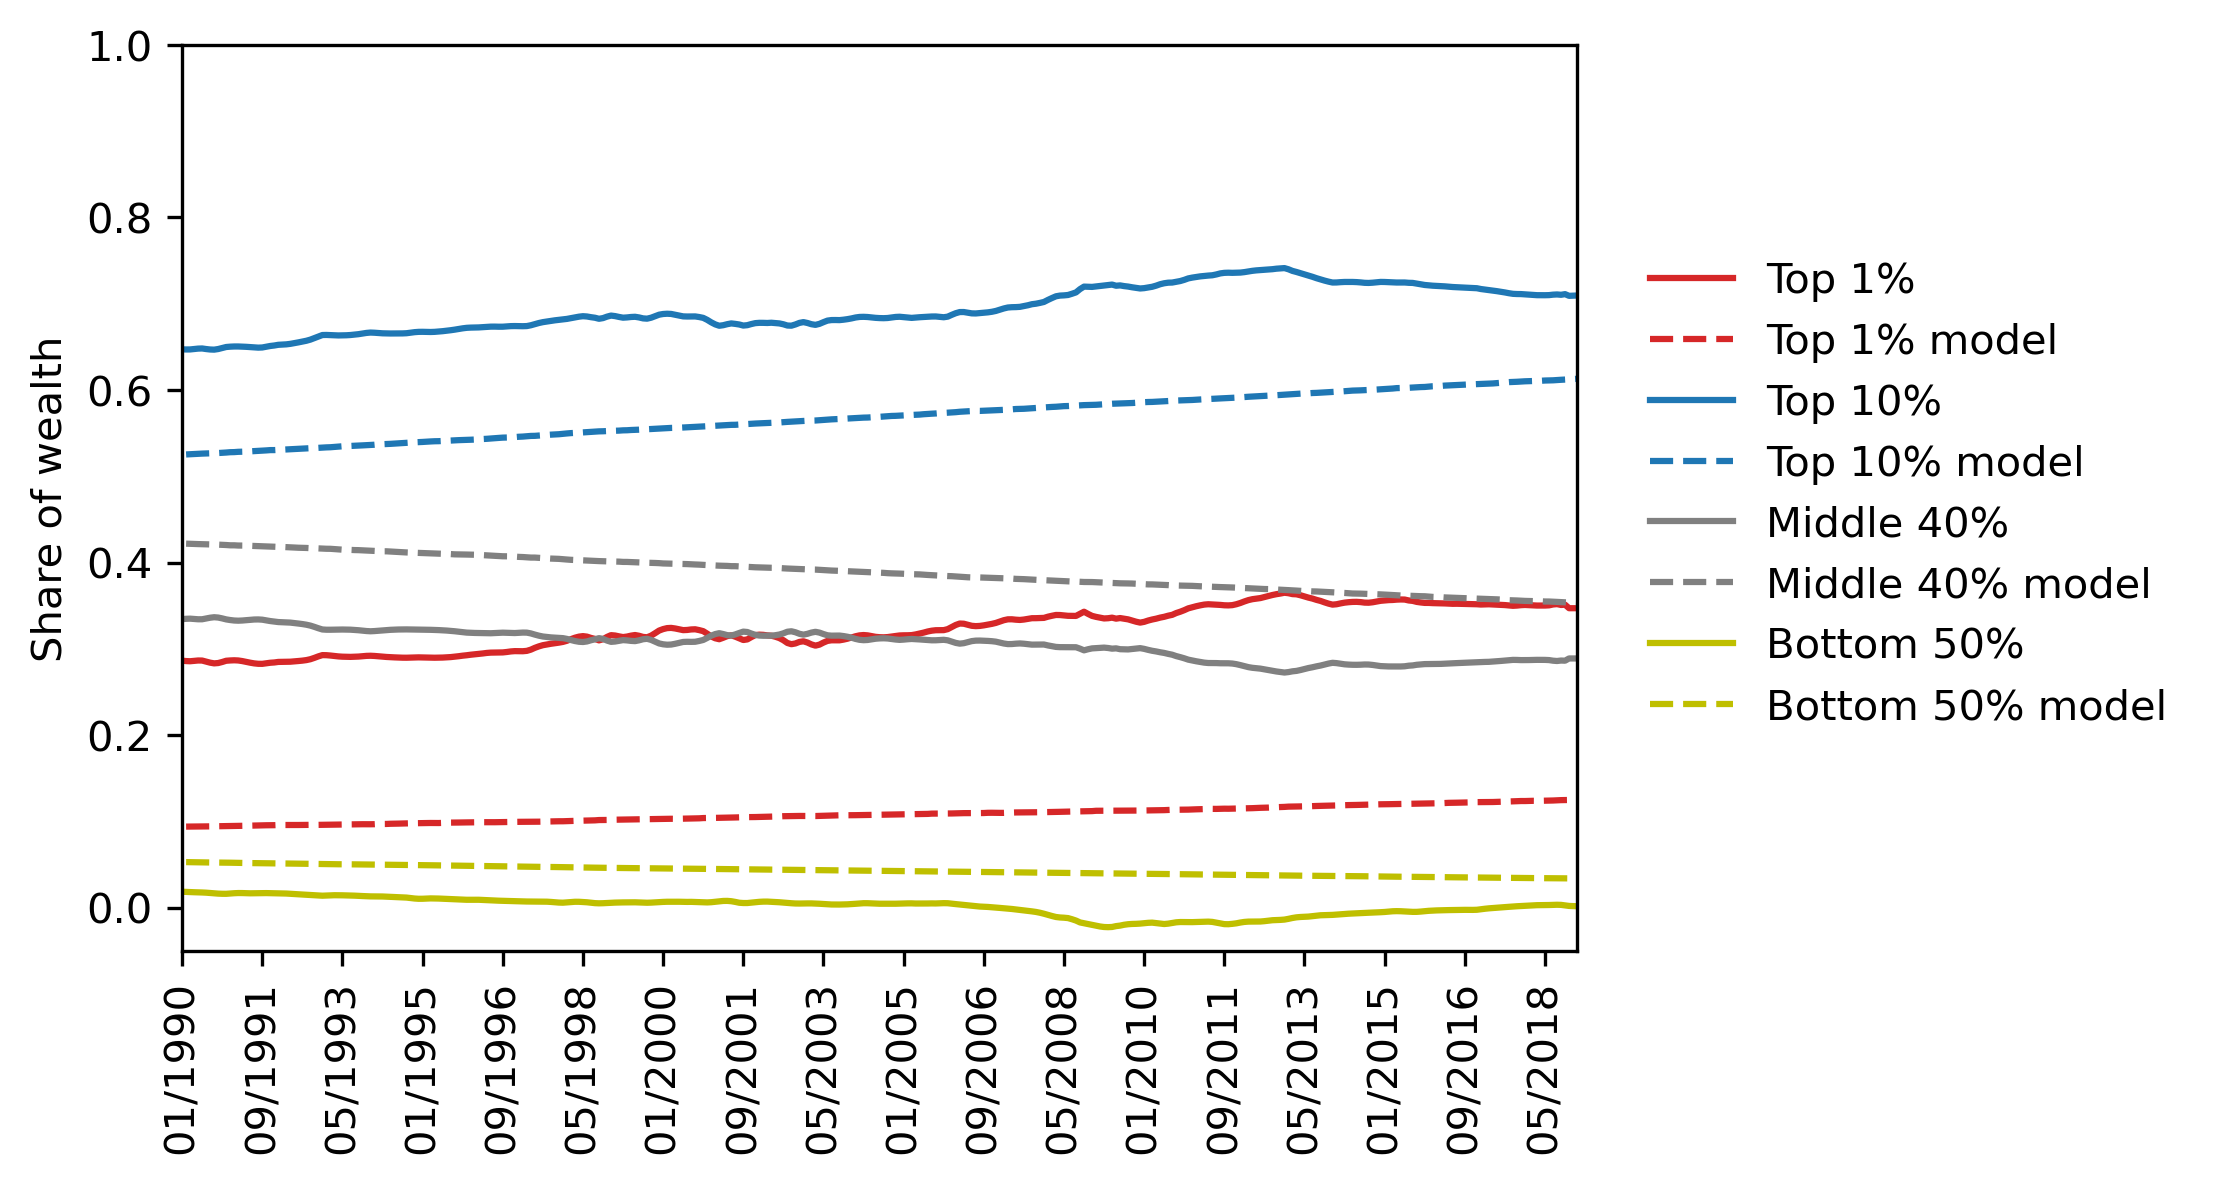 Share of wealth
1.0
0.8
0.6
0.4
0.2
0.0
01/1990
09/1991
05/1993
01/1995
09/1996
05/1998
01/2000
09/2001
05/2003
01/2005
09/2006
05/2008
01/2010
09/2011
05/2013
01/2015
09/2016
05/2018
Top 1%
Top 1% model
Top 10%
Top 10% model
Middle 40%
Middle 40% model
Bottom 50%
Bottom 50% model